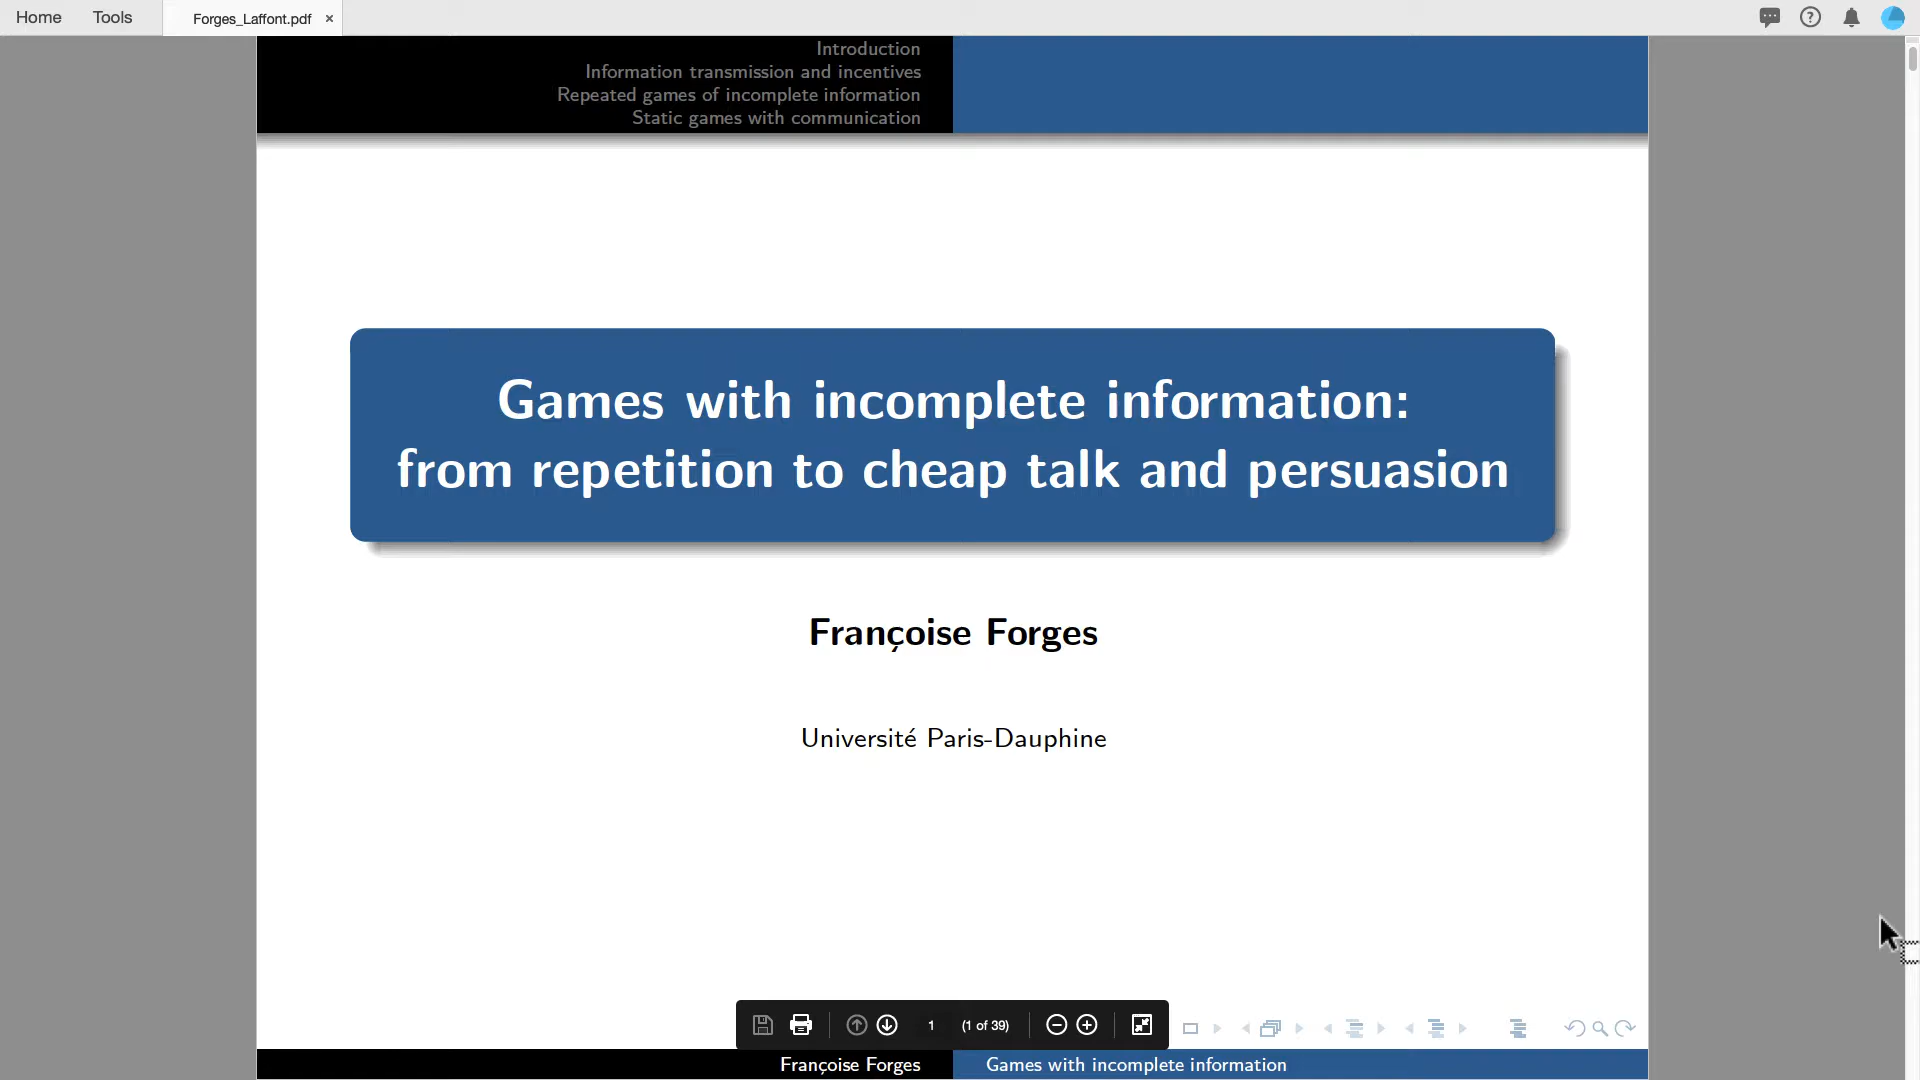 Home Tools Forges_Laffont.pdf ×
Introduction
Information transmission and incentives
Repeated games of incomplete information
Static games with communication
Games with incomplete information:
from repetition to cheap talk and persuasion
Françoise Forges
Université Paris-Dauphine
1 (1 of 39)
Françoise Forges Games with incomplete information